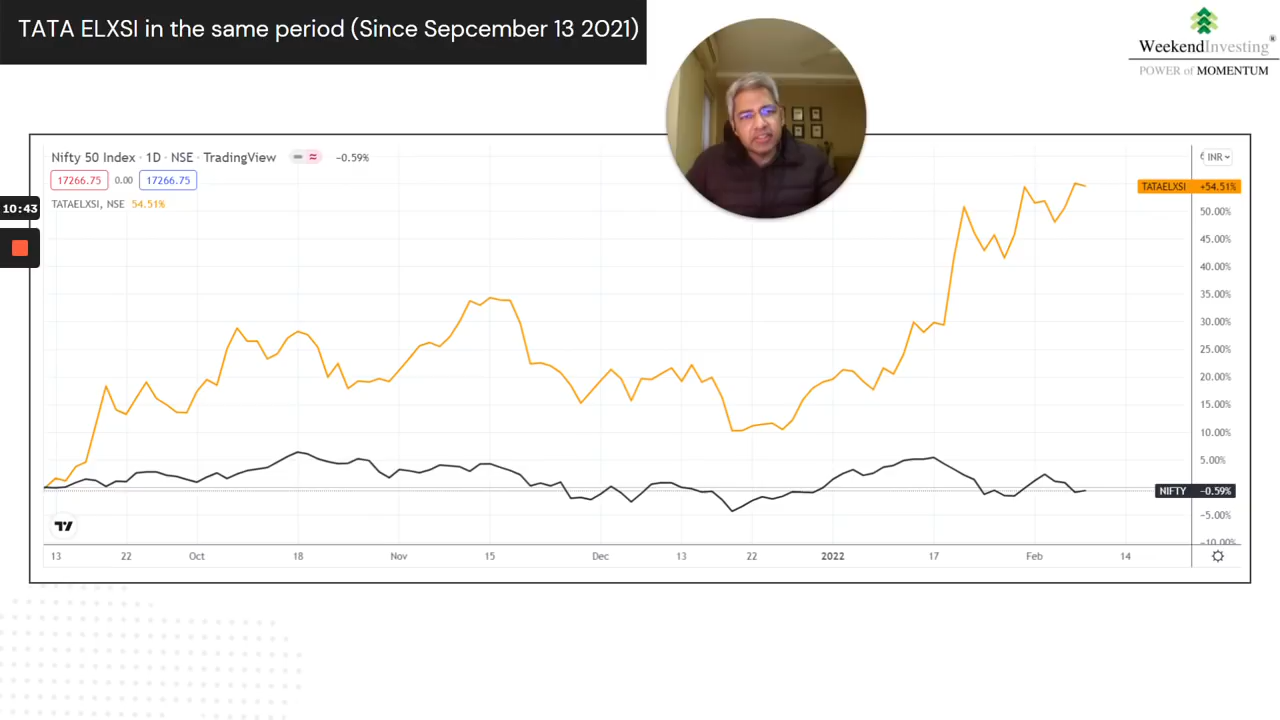 TATA ELXSI in the same period (Since Sepcember 13 2021)
WeekendInvesting®
POWER of MOMENTUM
Nifty 50 Index · 1D · NSE · TradingView −0.59%
17266.75 0.00 17266.75
TATAELXSI, NSE 54.51%
10:43
INR
TATAELXSI +54.51%
50.00%
45.00%
40.00%
35.00%
30.00%
25.00%
20.00%
15.00%
10.00%
5.00%
NIFTY −0.59%
−5.00%
−10.00%
13 22 Oct 18 Nov 15 Dec 13 22 2022 17 Feb 14